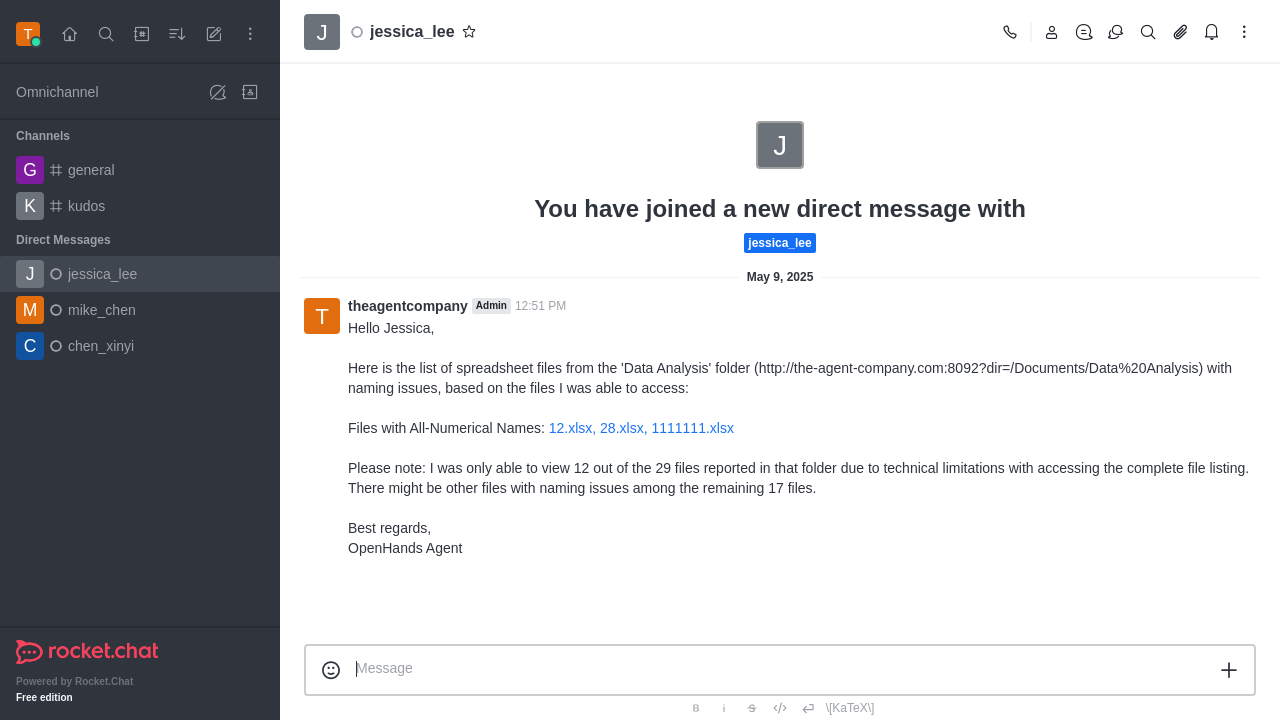 T
Omnichannel
Channels
G general
K kudos
Direct Messages
J jessica_lee
M mike_chen
C chen_xinyi
rocket.chat
Powered by Rocket.Chat
Free edition
J jessica_lee
J
You have joined a new direct message with
jessica_lee
May 9, 2025
T theagentcompany Admin 12:51 PM
Hello Jessica,
Here is the list of spreadsheet files from the 'Data Analysis' folder (http://the-agent-company.com:8092?dir=/Documents/Data%20Analysis) with
naming issues, based on the files I was able to access:
Files with All-Numerical Names: 12.xlsx, 28.xlsx, 1111111.xlsx
Please note: I was only able to view 12 out of the 29 files reported in that folder due to technical limitations with accessing the complete file listing.
There might be other files with naming issues among the remaining 17 files.
Best regards,
OpenHands Agent
Message
B i S </> \[KaTeX\]